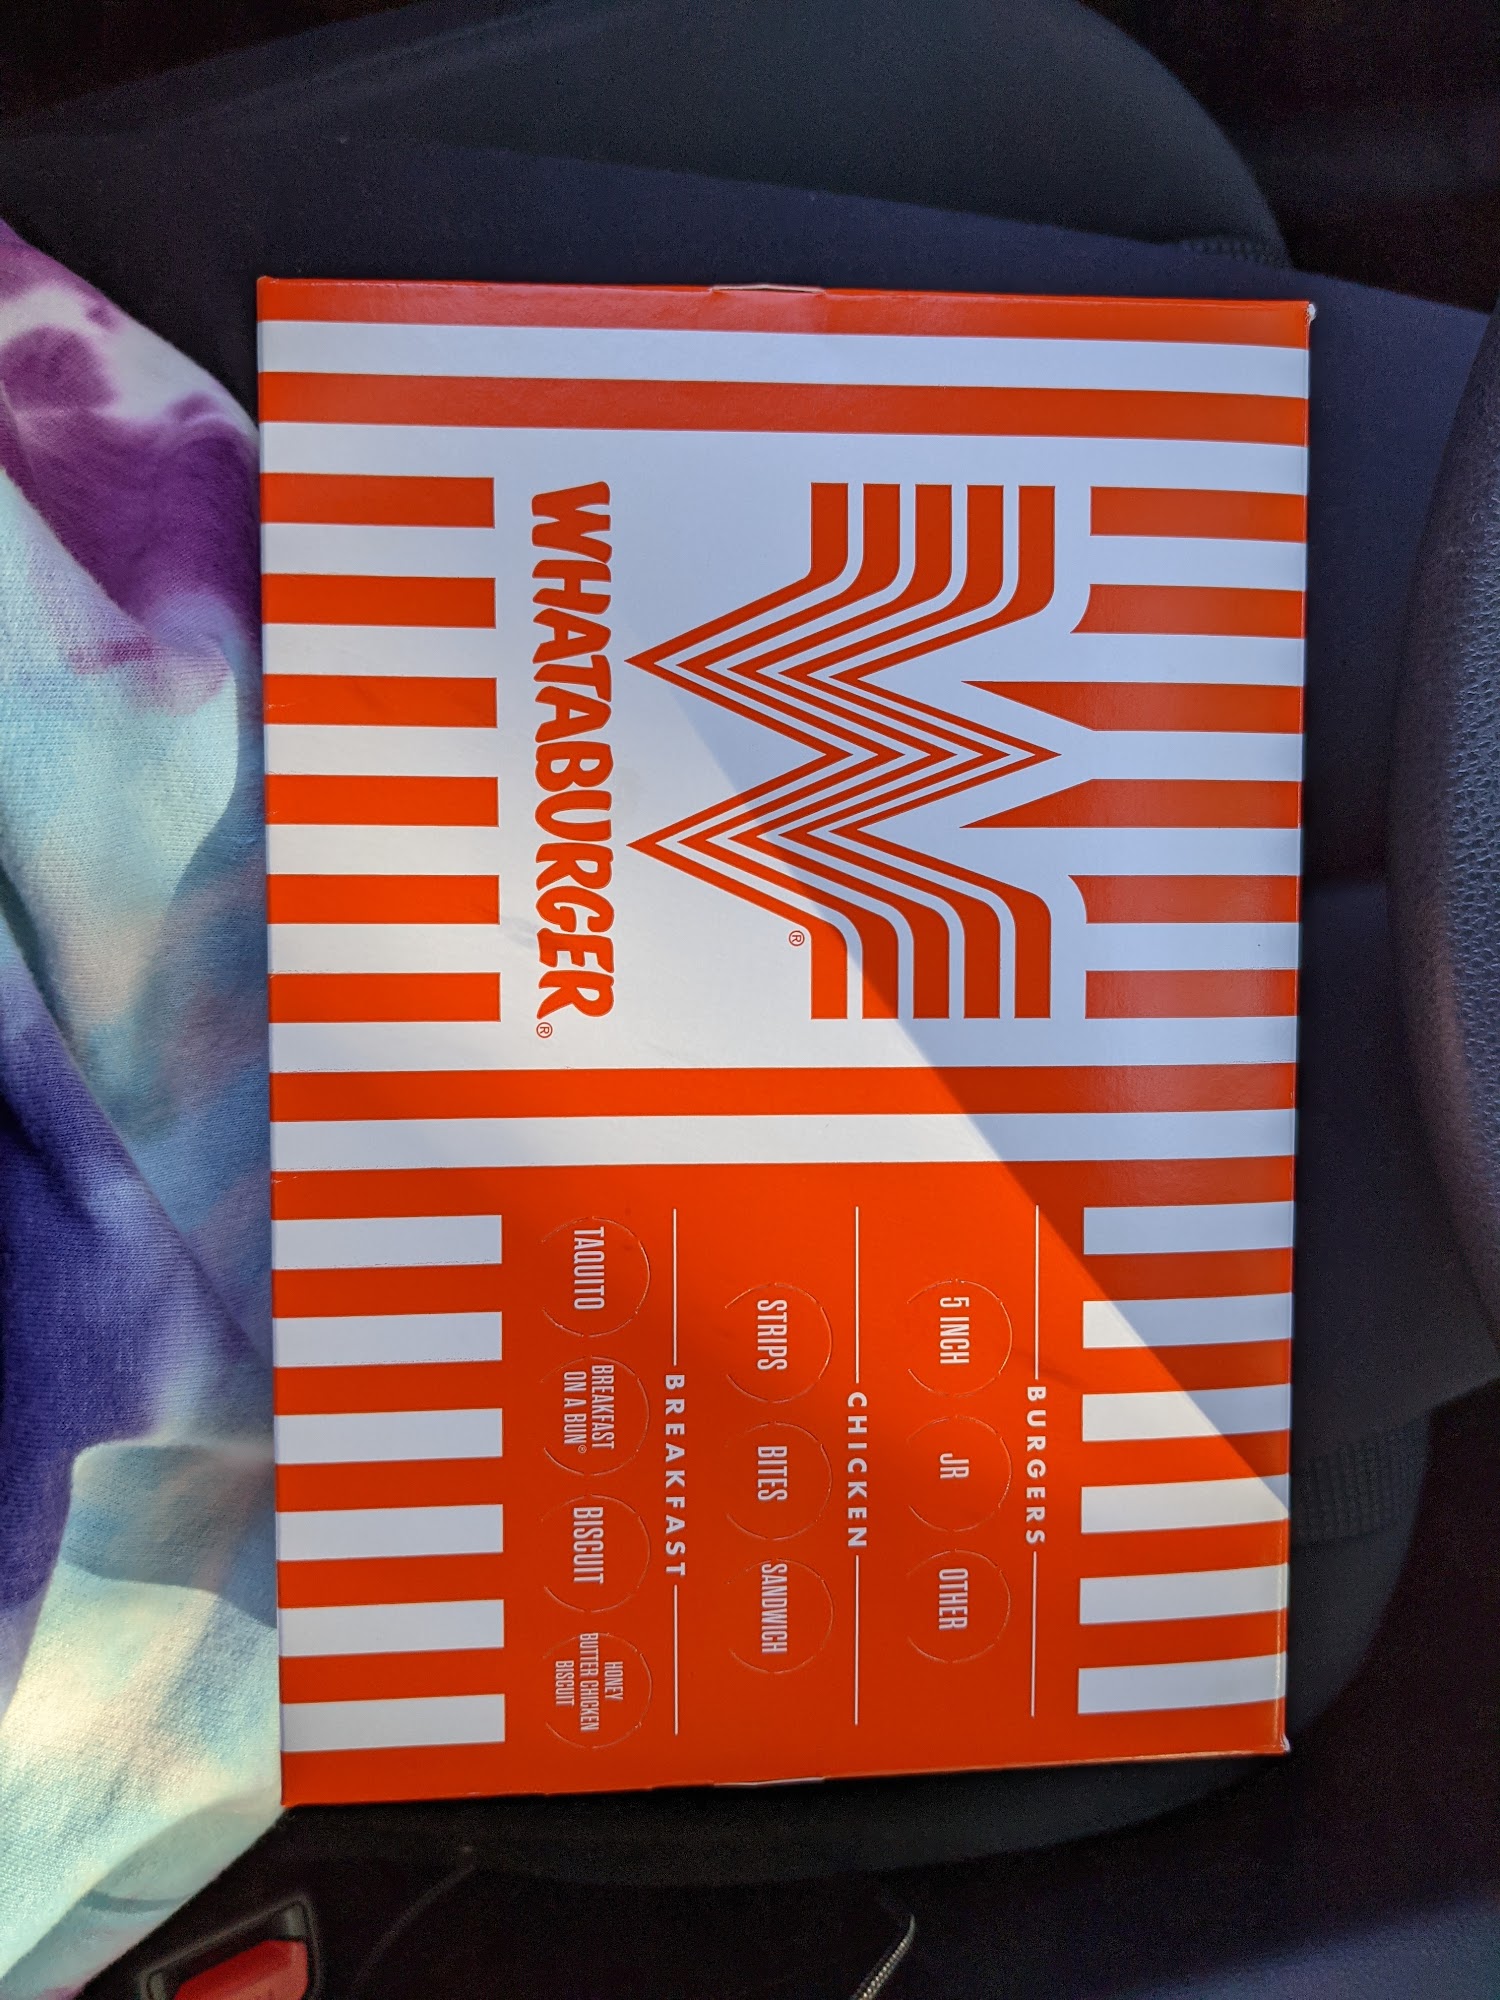 WHATABURGER®
®
BURGERS
5 INCH
JR
OTHER
CHICKEN
STRIPS
BITES
SANDWICH
BREAKFAST
TAQUITO
BREAKFAST
ON A BUN®
BISCUIT
HONEY
BUTTER CHICKEN
BISCUIT